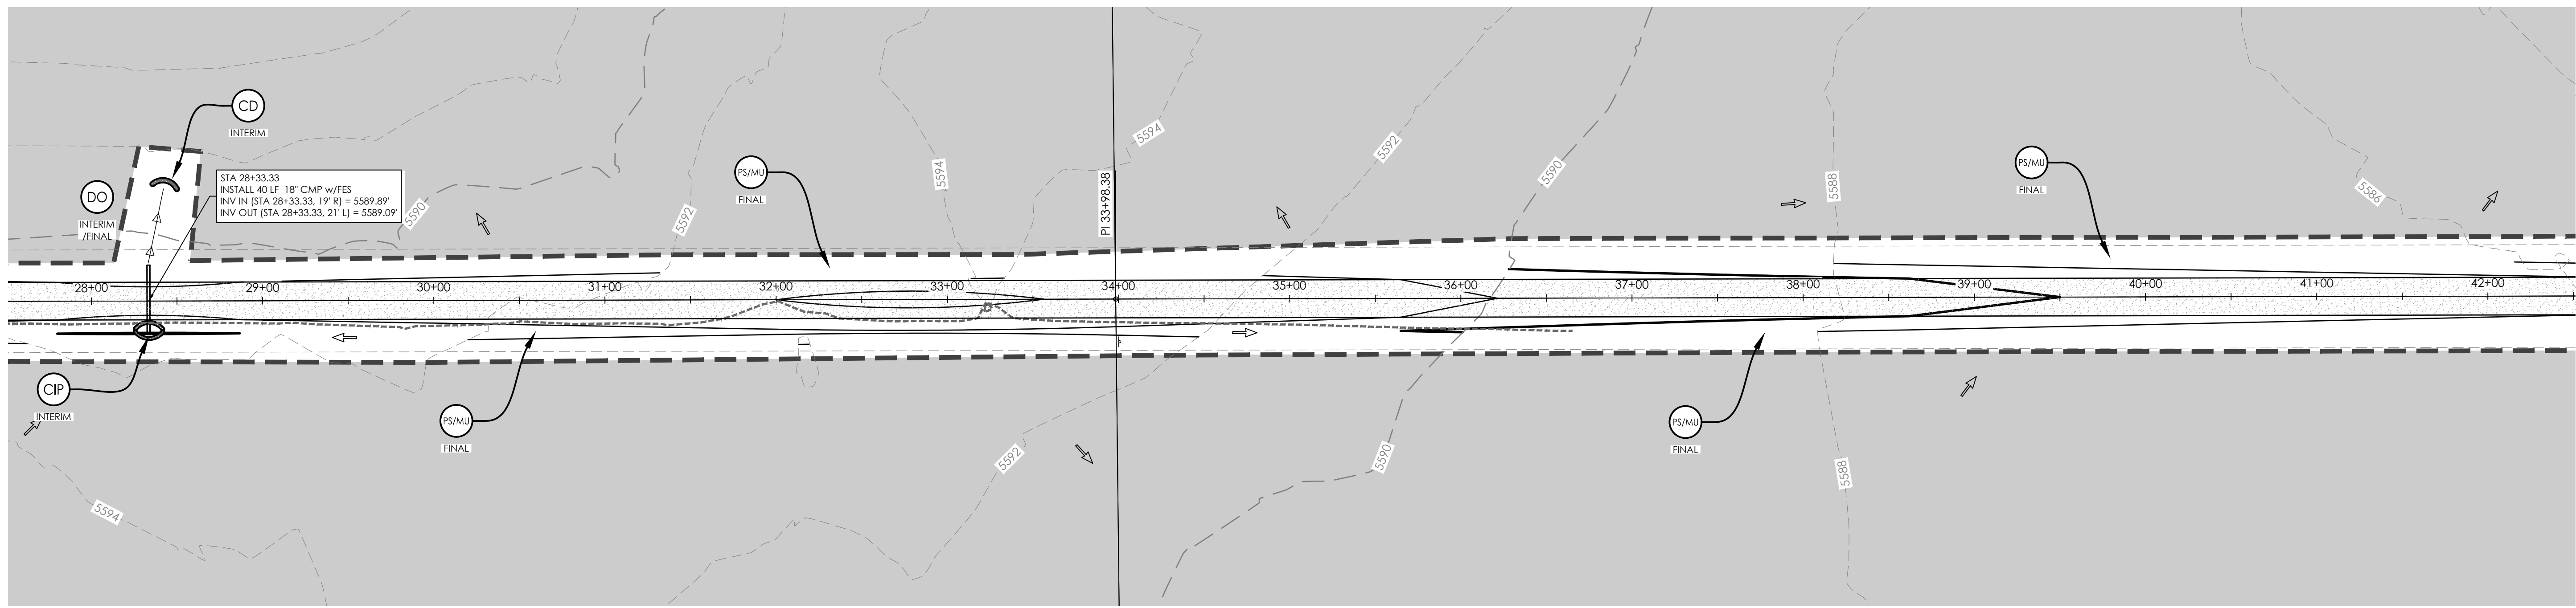 CD
INTERIM
DO
INTERIM
/FINAL
STA 28+33.33
INSTALL 40 LF 18" CMP w/FES
INV IN (STA 28+33.33, 19' R) = 5589.89'
INV OUT (STA 28+33.33, 21' L) = 5589.09'
5590
5592
PS/MU
FINAL
5594
PI 33+98.38
5594
5592
5590
5588
PS/MU
FINAL
5586
28+00
29+00
30+00
31+00
32+00
33+00
34+00
35+00
36+00
37+00
38+00
39+00
40+00
41+00
42+00
CIP
INTERIM
PS/MU
FINAL
PS/MU
FINAL
5594
5592
5590
5588